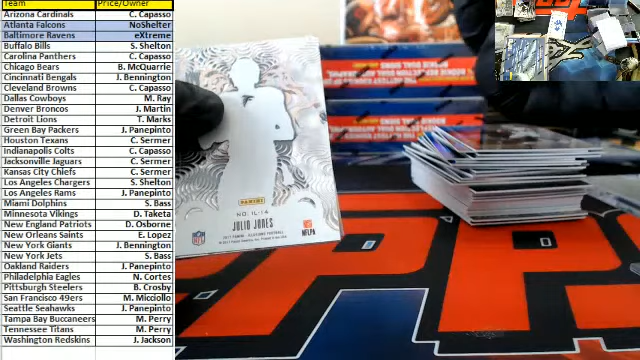 Team Price/Owner
Arizona Cardinals C. Capasso
Atlanta Falcons NoShelter
Baltimore Ravens eXtreme
Buffalo Bills S. Shelton
Carolina Panthers C. Capasso
Chicago Bears B. McQuarrie
Cincinnati Bengals J. Bennington
Cleveland Browns C. Capasso
Dallas Cowboys M. Ray
Denver Broncos J. Martin
Detroit Lions T. Marks
Green Bay Packers J. Panepinto
Houston Texans C. Sermer
Indianapolis Colts C. Capasso
Jacksonville Jaguars C. Sermer
Kansas City Chiefs C. Sermer
Los Angeles Chargers S. Shelton
Los Angeles Rams J. Panepinto
Miami Dolphins S. Bass
Minnesota Vikings D. Taketa
New England Patriots D. Osborne
New Orleans Saints E. Lopez
New York Giants J. Bennington
New York Jets S. Bass
Oakland Raiders J. Panepinto
Philadelphia Eagles N. Cortes
Pittsburgh Steelers B. Crosby
San Francisco 49ers M. Micciollo
Seattle Seahawks J. Panepinto
Tampa Bay Buccaneers M. Perry
Tennessee Titans M. Perry
Washington Redskins J. Jackson
PANINI
NO. IL-14
JULIO JONES
NFL
NFLPA